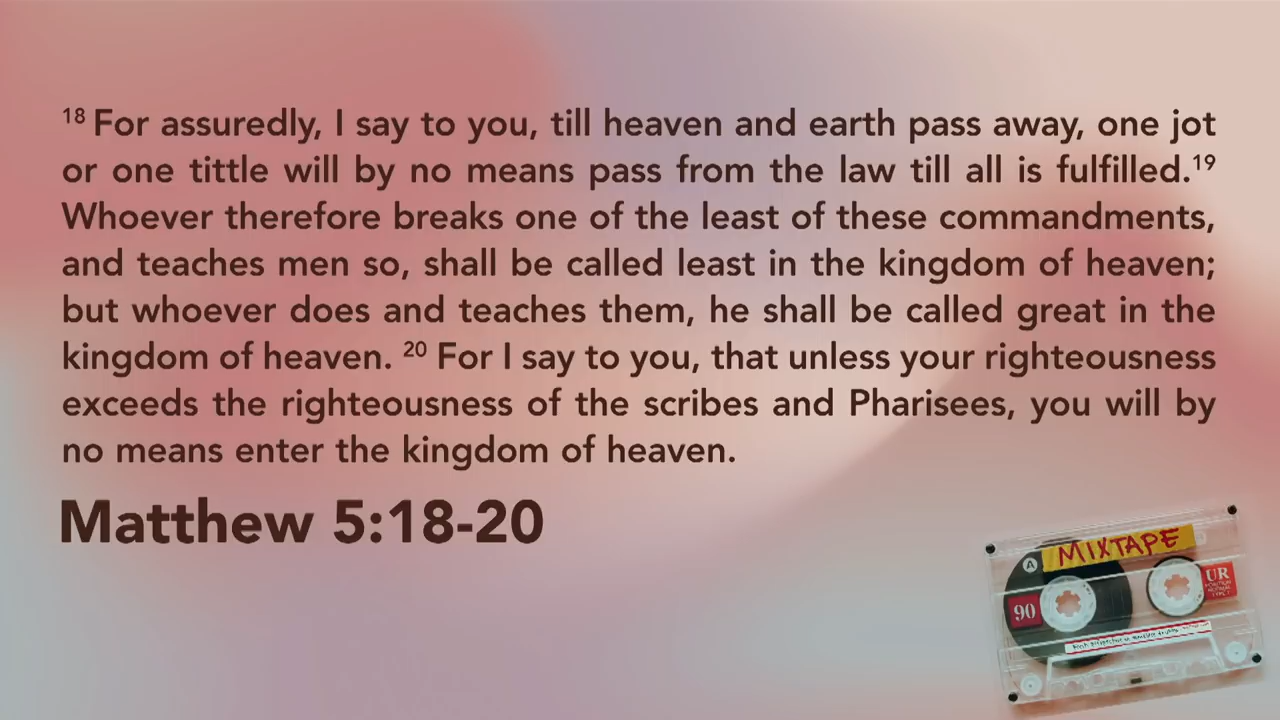 ¹⁸ For assuredly, I say to you, till heaven and earth pass away, one jot
or one tittle will by no means pass from the law till all is fulfilled.¹⁹
Whoever therefore breaks one of the least of these commandments,
and teaches men so, shall be called least in the kingdom of heaven;
but whoever does and teaches them, he shall be called great in the
kingdom of heaven. ²⁰ For I say to you, that unless your righteousness
exceeds the righteousness of the scribes and Pharisees, you will by
no means enter the kingdom of heaven.
Matthew 5:18-20
MIXTAPE
A
UR
90